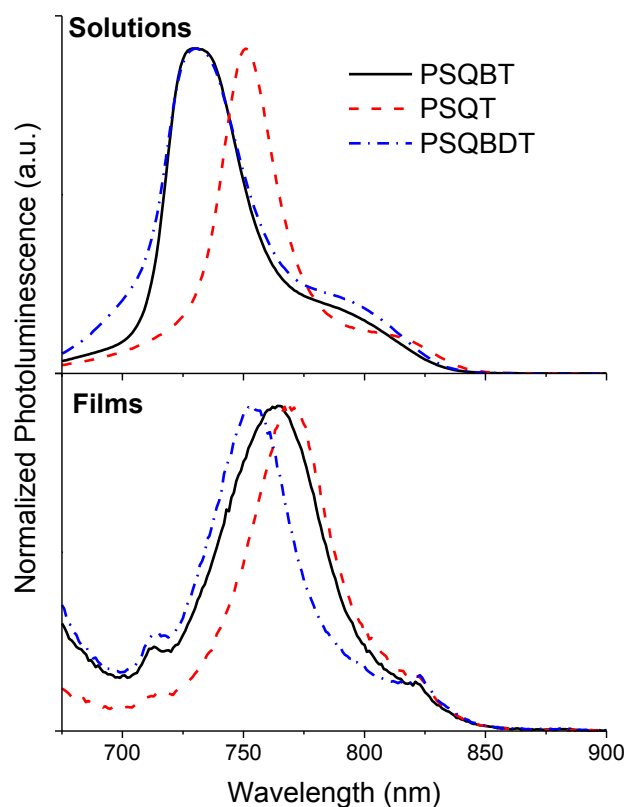 Solutions
PSQBT
PSQT
PSQBDT
Normalized Photoluminescence (a.u.)
Films
700 750 800 850 900
Wavelength (nm)